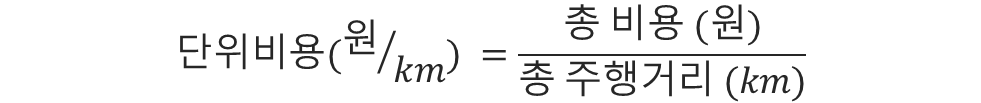 단위비용(원/km) = 총 비용 (원)
총 주행거리 (km)